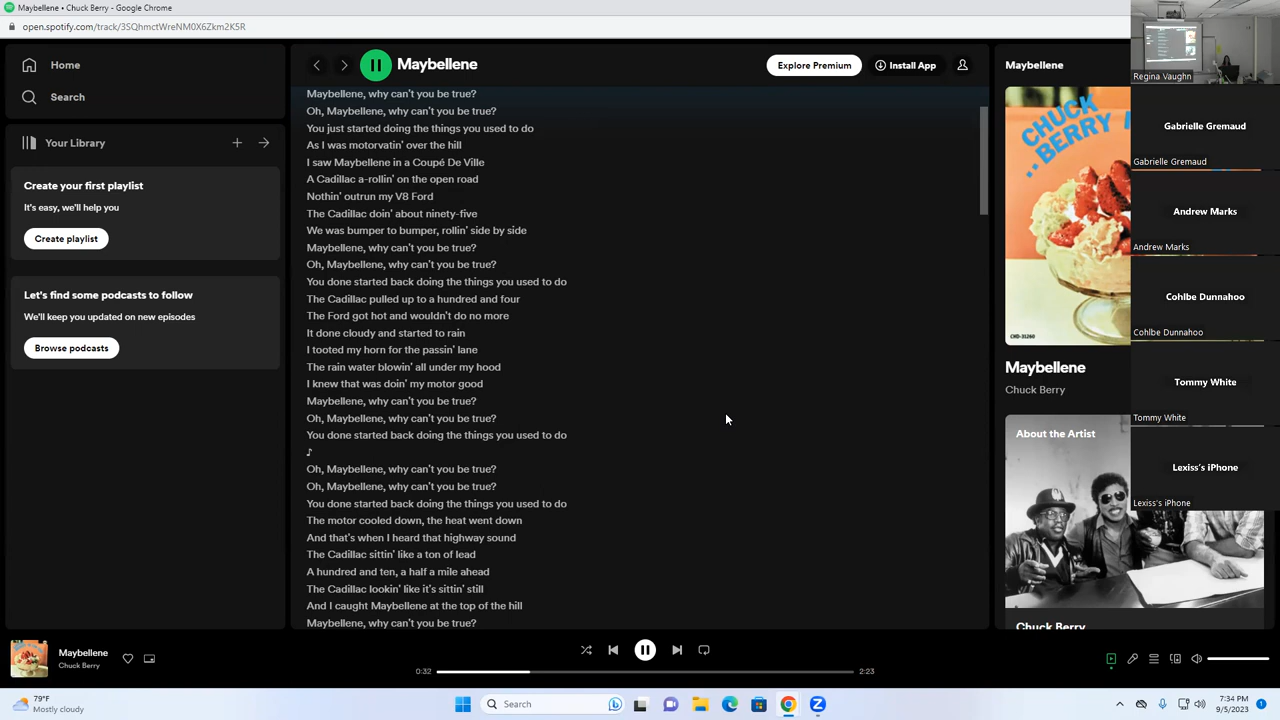 Maybellene • Chuck Berry - Google Chrome
open.spotify.com/track/3SQhmctWreNM0X6Zkm2K5R
Home
Search
Your Library
Create your first playlist
It's easy, we'll help you
Create playlist
Let's find some podcasts to follow
We'll keep you updated on new episodes
Browse podcasts
Maybellene
Explore Premium
Install App
Maybellene, why can't you be true?
Oh, Maybellene, why can't you be true?
You just started doing the things you used to do
As I was motorvatin' over the hill
I saw Maybellene in a Coupé De Ville
A Cadillac a-rollin' on the open road
Nothin' outrun my V8 Ford
The Cadillac doin' about ninety-five
We was bumper to bumper, rollin' side by side
Maybellene, why can't you be true?
Oh, Maybellene, why can't you be true?
You done started back doing the things you used to do
The Cadillac pulled up to a hundred and four
The Ford got hot and wouldn't do no more
It done cloudy and started to rain
I tooted my horn for the passin' lane
The rain water blowin' all under my hood
I knew that was doin' my motor good
Maybellene, why can't you be true?
Oh, Maybellene, why can't you be true?
You done started back doing the things you used to do
♪
Oh, Maybellene, why can't you be true?
Oh, Maybellene, why can't you be true?
You done started back doing the things you used to do
The motor cooled down, the heat went down
And that's when I heard that highway sound
The Cadillac sittin' like a ton of lead
A hundred and ten, a half a mile ahead
The Cadillac lookin' like it's sittin' still
And I caught Maybellene at the top of the hill
Maybellene, why can't you be true?
Maybellene
CHUCK
BERRY
Maybellene
Chuck Berry
About the Artist
Chuck Berry
Regina Vaughn
Gabrielle Gremaud
Gabrielle Gremaud
Andrew Marks
Andrew Marks
Cohlbe Dunnahoo
Cohlbe Dunnahoo
Tommy White
Tommy White
Lexiss's iPhone
Lexiss's iPhone
Maybellene
Chuck Berry
0:32
2:23
79°F
Mostly cloudy
Search
7:34 PM
9/5/2023